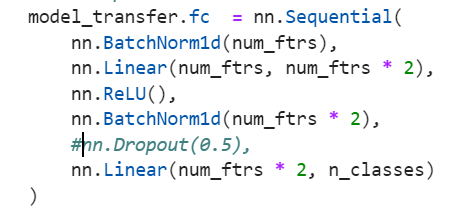 model_transfer.fc  = nn.Sequential(
    nn.BatchNorm1d(num_ftrs),
    nn.Linear(num_ftrs, num_ftrs * 2),
    nn.ReLU(),
    nn.BatchNorm1d(num_ftrs * 2),
    #nn.Dropout(0.5),
    nn.Linear(num_ftrs * 2, n_classes)
)